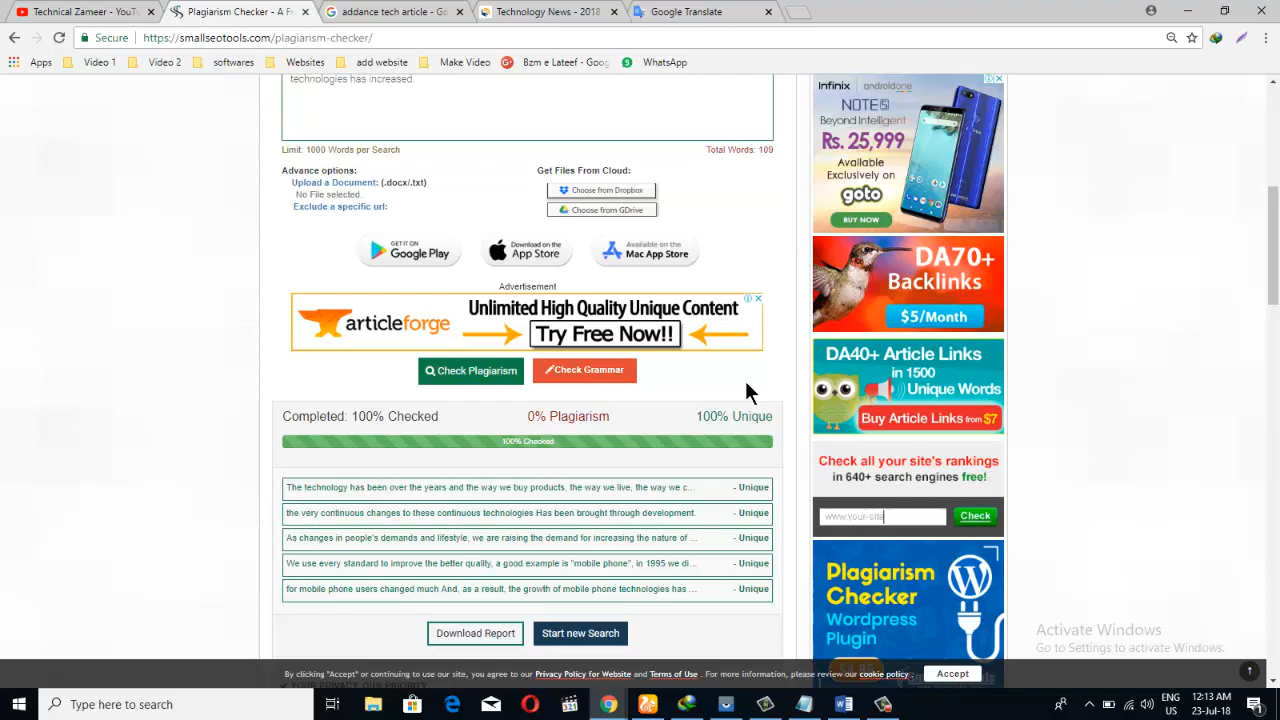 Technical Zameer - YouTu
Plagiarism Checker - A F
addance tech article - Go
Technology News - 2018
Google Translate
Secure
https://smallseotools.com/plagiarism-checker/
Apps
Video 1
Video 2
softwares
Websites
add website
Make Video
Bzm e Lateef - Goog
WhatsApp
technologies has increased.
Limit: 1000 Words per Search
Total Words: 109
Advance options:
Upload a Document: (.docx/.txt)
No File selected.
Exclude a specific url:
Get Files From Cloud:
Choose from Dropbox
Choose from GDrive
GET IT ON
Google Play
Download on the
App Store
Available on the
Mac App Store
Advertisement
articleforge
Unlimited High Quality Unique Content
Try Free Now!!
Check Plagiarism
Check Grammar
Completed: 100% Checked
0% Plagiarism
100% Unique
100% Checked
The technology has been over the years and the way we buy products, the way we live, the way we c... - Unique
the very continuous changes to these continuous technologies Has been brought through development. - Unique
As changes in people's demands and lifestyle, we are raising the demand for increasing the nature of ... - Unique
We use every standard to improve the better quality, a good example is "mobile phone", in 1995 we di... - Unique
for mobile phone users changed much And, as a result, the growth of mobile phone technologies has ... - Unique
Download Report
Start new Search
YOUR PRIVACY, OUR PRIORITY
Infinix
androidone
NOTE 5
Beyond Intelligent
Rs. 25,999
Available
Exclusively on
goto
BUY NOW
DA70+
Backlinks
$5/Month
DA40+ Article Links
in 1500
Unique Words
Buy Article Links from $7
Check all your site's rankings
in 640+ search engines free!
www.your-site
Check
Plagiarism
Checker
Wordpress
Plugin
Activate Windows
Go to Settings to activate Windows.
By clicking "Accept" or continuing to use our site, you agree to our Privacy Policy for Website and Terms of Use . For more information, please review our cookie policy .
Accept
Type here to search
ENG
US
12:13 AM
23-Jul-18